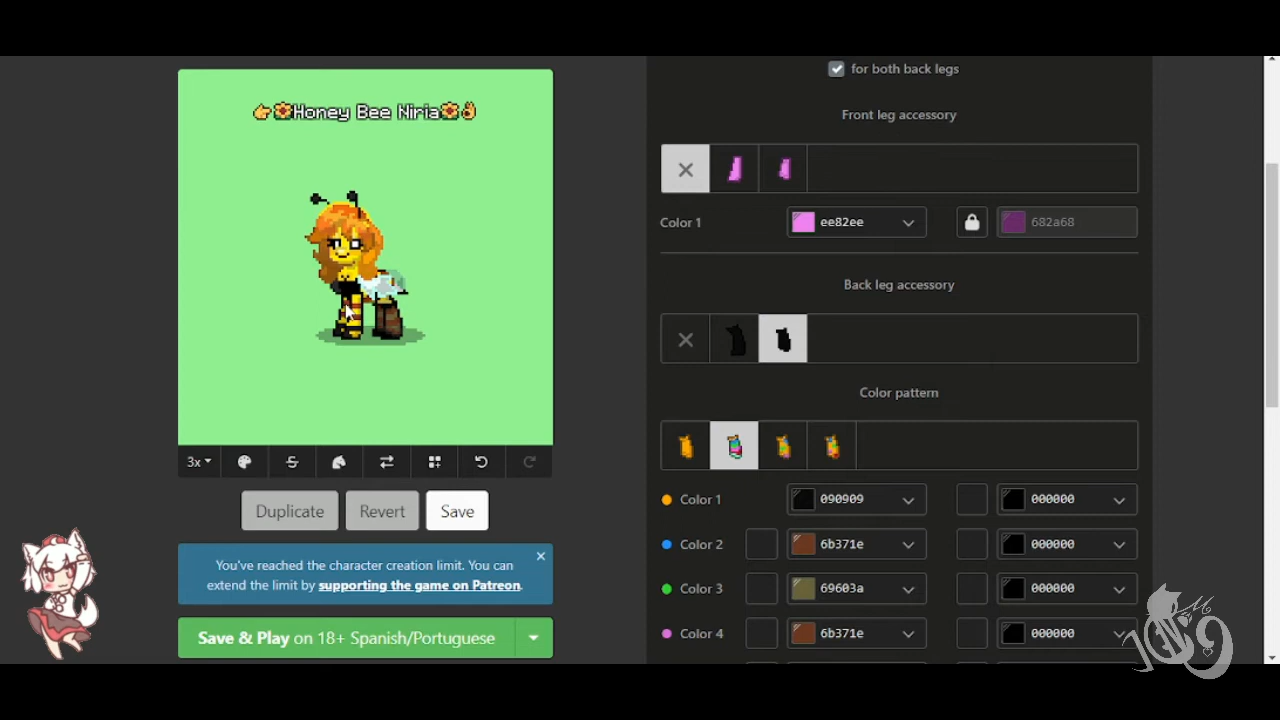 👉🌼Honey Bee Niria🌼👌
3x
Duplicate
Revert
Save
You've reached the character creation limit. You can
extend the limit by supporting the game on Patreon.
Save & Play on 18+ Spanish/Portuguese
for both back legs
Front leg accessory
Color 1
ee82ee
682a68
Back leg accessory
Color pattern
Color 1
090909
000000
Color 2
6b371e
000000
Color 3
69603a
000000
Color 4
6b371e
000000